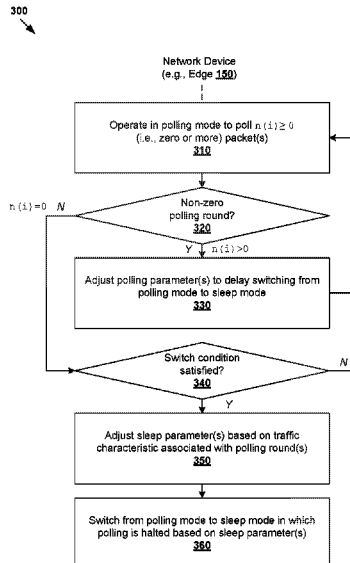 300
Network Device
(e.g., Edge 150)
Operate in polling mode to poll n(i)≥0
(i.e., zero or more) packet(s)
310
n(i)=0 N
Non-zero
polling round?
320
Y n(i)>0
Adjust polling parameter(s) to delay switching from
polling mode to sleep mode
330
Switch condition
satisfied?
340
N
Y
Adjust sleep parameter(s) based on traffic
characteristic associated with polling round(s)
350
Switch from polling mode to sleep mode in which
polling is halted based on sleep parameter(s)
360